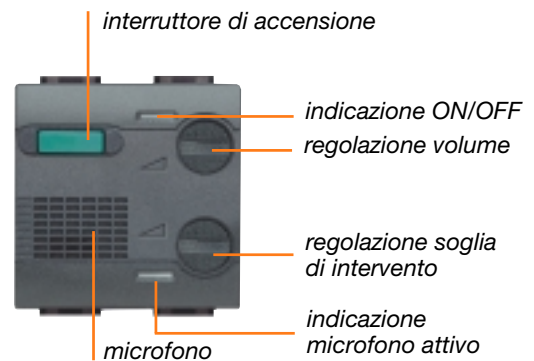 interruttore di accensione
indicazione ON/OFF
regolazione volume
regolazione soglia
di intervento
indicazione
microfono attivo
microfono